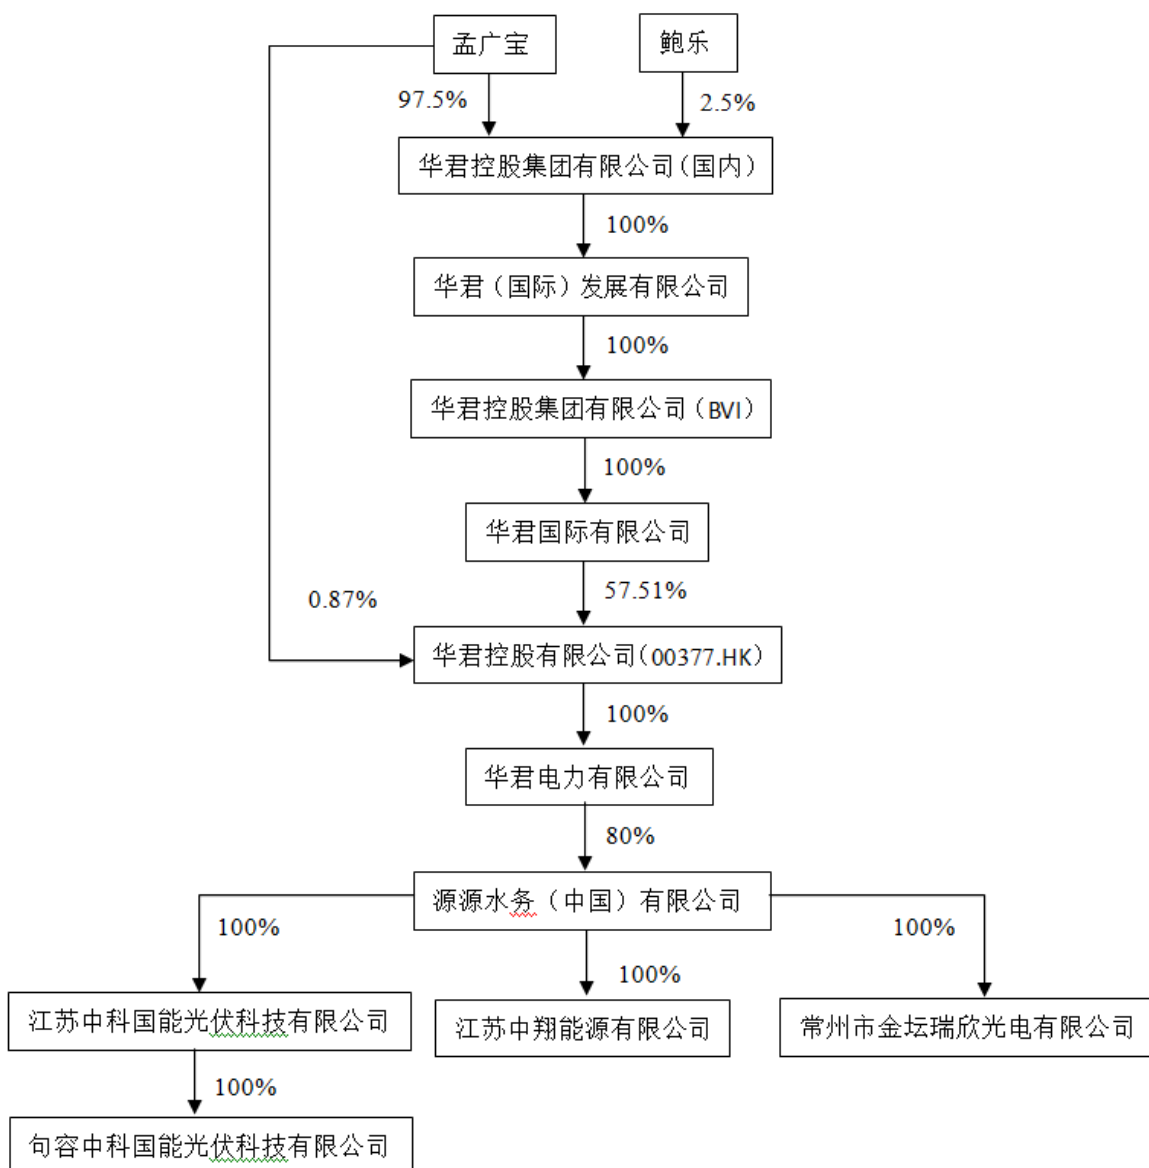 孟广宝
鲍乐
97.5%
2.5%
华君控股集团有限公司（国内）
100%
华君（国际）发展有限公司
100%
华君控股集团有限公司（BVI）
100%
华君国际有限公司
57.51%
0.87%
华君控股有限公司（00377.HK）
100%
华君电力有限公司
80%
源源水务（中国）有限公司
100%
100%
100%
江苏中科国能光伏科技有限公司
江苏中翔能源有限公司
常州市金坛瑞欣光电有限公司
100%
句容中科国能光伏科技有限公司